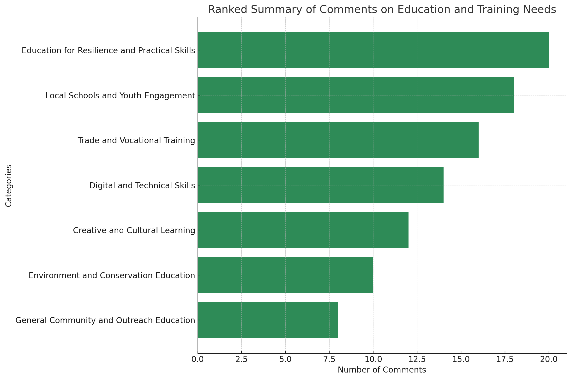 Ranked Summary of Comments on Education and Training Needs
Categories
Education for Resilience and Practical Skills
Local Schools and Youth Engagement
Trade and Vocational Training
Digital and Technical Skills
Creative and Cultural Learning
Environment and Conservation Education
General Community and Outreach Education
0.0 2.5 5.0 7.5 10.0 12.5 15.0 17.5 20.0
Number of Comments